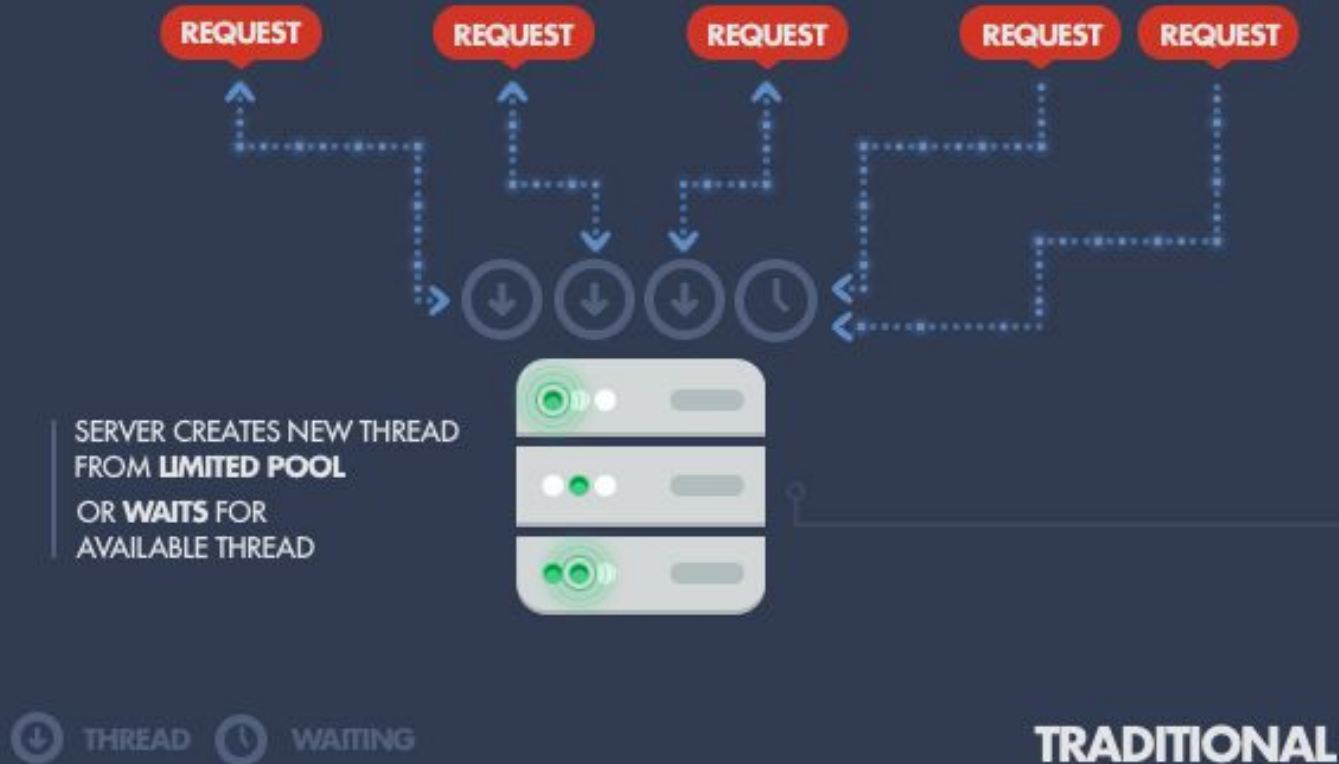 REQUEST REQUEST REQUEST REQUEST REQUEST
SERVER CREATES NEW THREAD
FROM LIMITED POOL
OR WAITS FOR
AVAILABLE THREAD
THREAD WAITING
TRADITIONAL